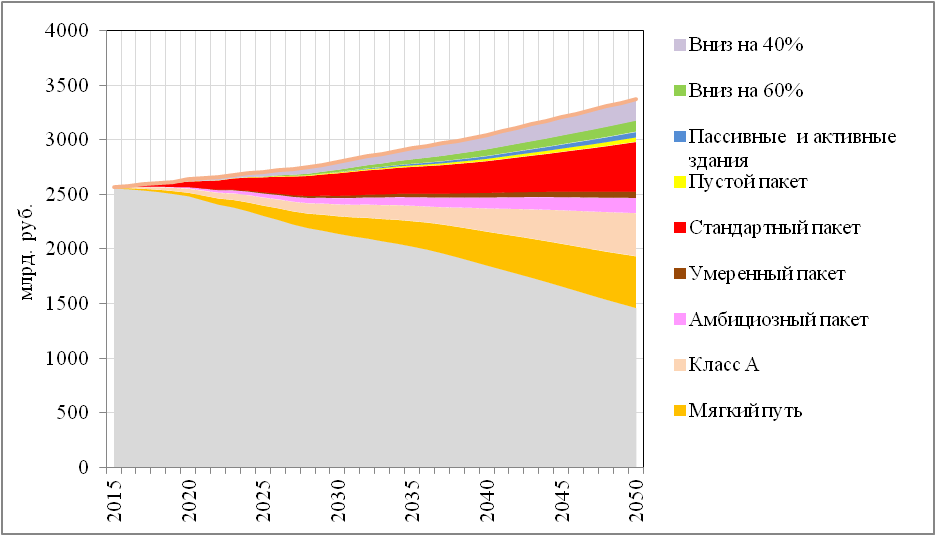 4000
3500
3000
2500
2000
1500
1000
500
0
млрд. руб.
2015
2020
2025
2030
2035
2040
2045
2050
Вниз на 40%
Вниз на 60%
Пассивные и активные
здания
Пустой пакет
Стандартный пакет
Умеренный пакет
Амбициозный пакет
Класс А
Мягкий путь